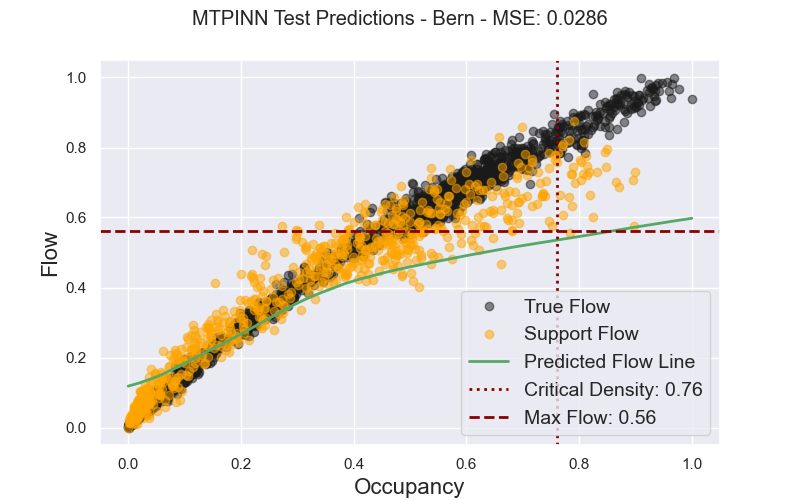 MTPINN Test Predictions - Bern - MSE: 0.0286
1.0
0.8
0.6
0.4
0.2
0.0
Flow
True Flow
Support Flow
Predicted Flow Line
Critical Density: 0.76
Max Flow: 0.56
0.0 0.2 0.4 0.6 0.8 1.0
Occupancy